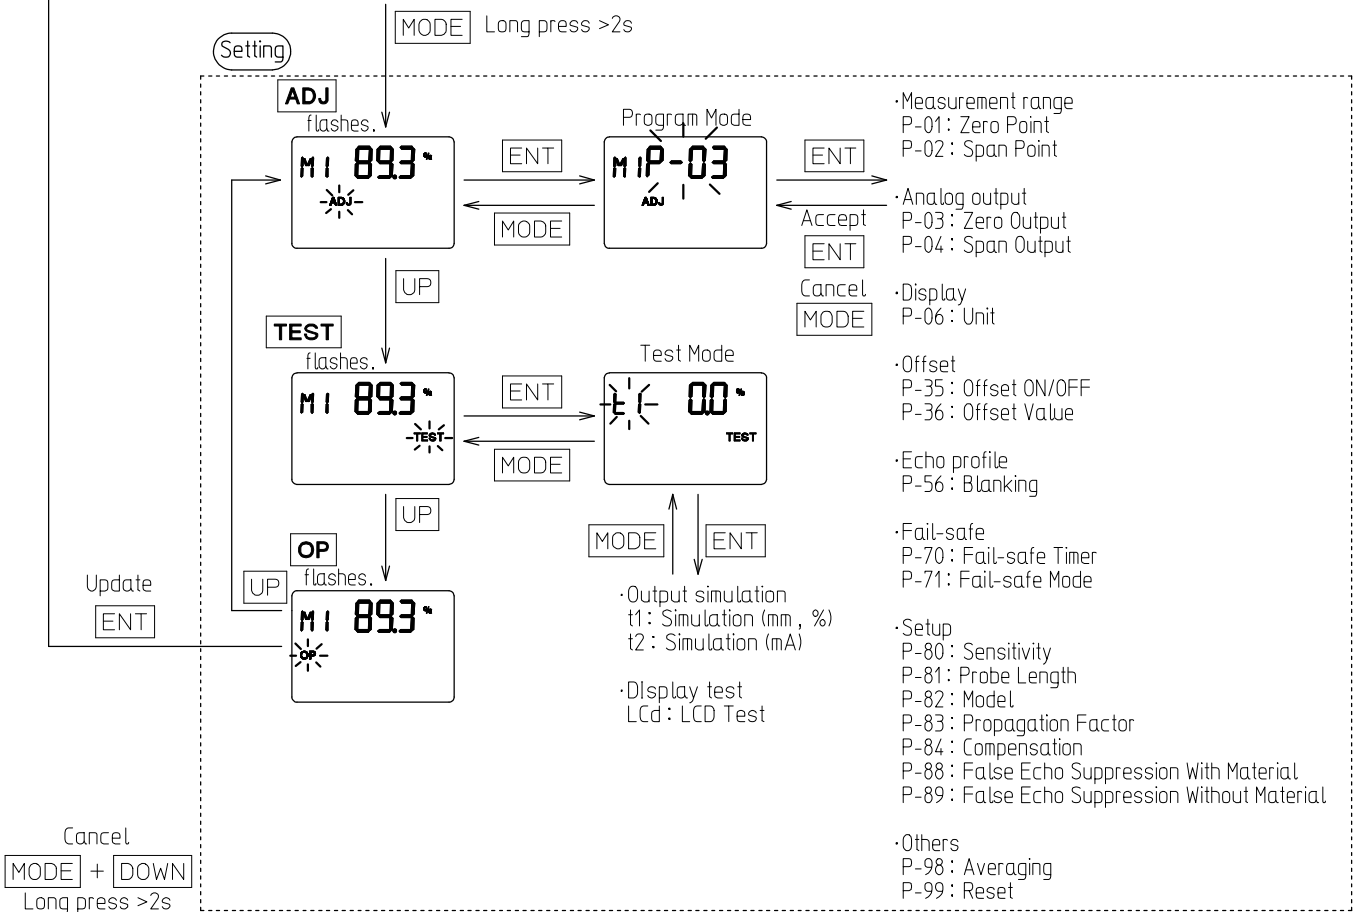 MODE Long press >2s
Setting
ADJ
flashes.
M1 89.3 %
ADJ
ENT
MODE
Program Mode
M1P-03
ADJ
ENT
Accept
ENT
Cancel
MODE
UP
TEST
flashes.
M1 89.3 %
TEST
ENT
MODE
Test Mode
t1 0.0 %
TEST
MODE
ENT
·Output simulation
t1: Simulation (mm , %)
t2: Simulation (mA)
·DIsplay test
LCd: LCD Test
UP
OP
flashes.
M1 89.3 %
OP
UP
Update
ENT
Cancel
MODE + DOWN
Long press >2s
·Measurement range
P-01: Zero Point
P-02: Span Point
·Analog output
P-03: Zero Output
P-04: Span Output
·Display
P-06: Unit
·Offset
P-35: Offset ON/OFF
P-36: Offset Value
·Echo profile
P-56: Blanking
·Fail-safe
P-70: Fail-safe Timer
P-71: Fail-safe Mode
·Setup
P-80: Sensitivity
P-81: Probe Length
P-82: Model
P-83: Propagation Factor
P-84: Compensation
P-88: False Echo Suppression With Material
P-89: False Echo Suppression Without Material
·Others
P-98: Averaging
P-99: Reset